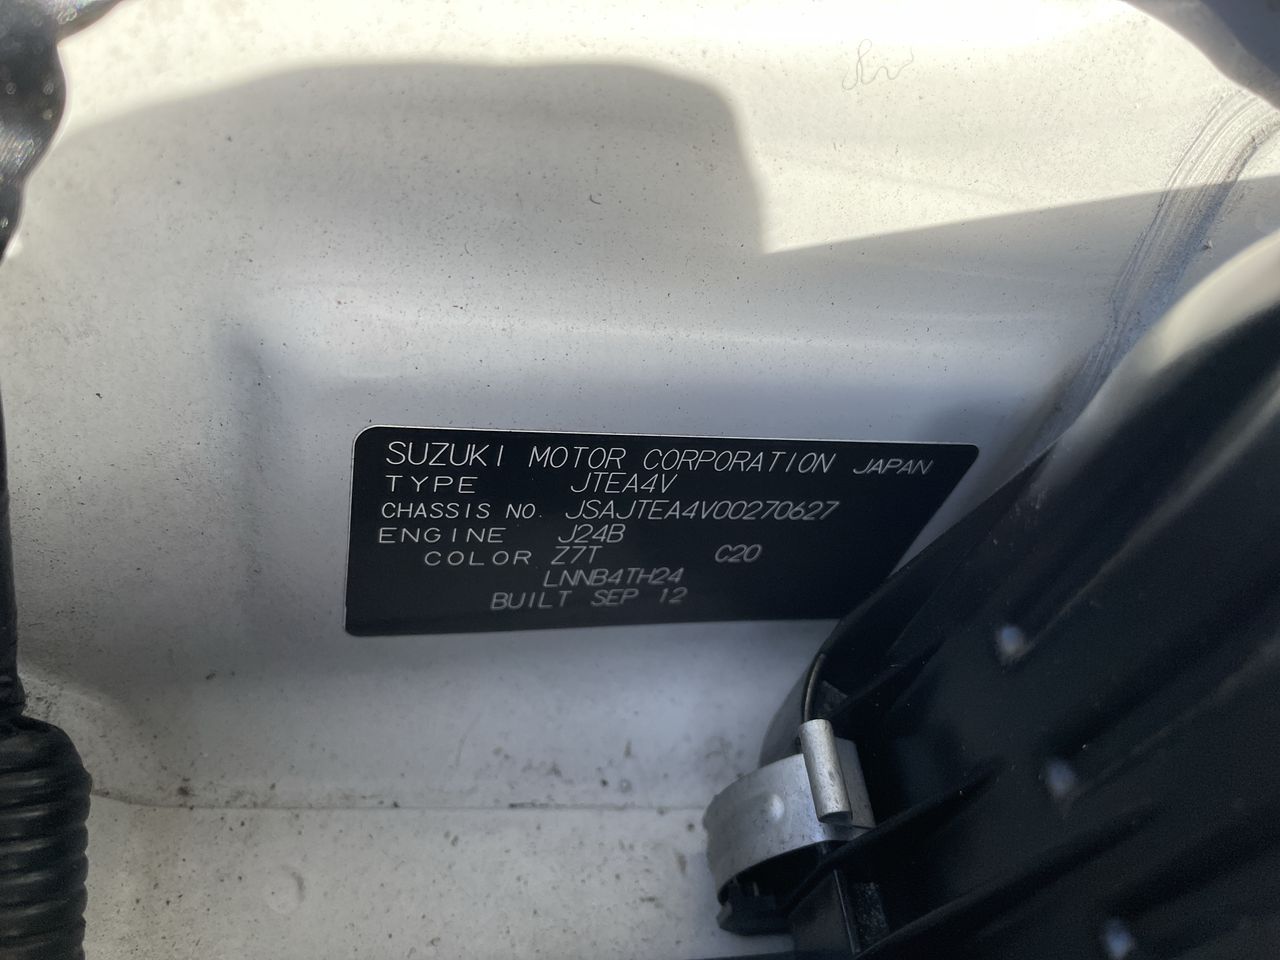 SUZUKI MOTOR CORPORATION JAPAN
TYPE JTEA4V
CHASSIS NO. JSAJTEA4V00270627
ENGINE J24B
COLOR Z7T C20
LNNB4TH24
BUILT SEP 12